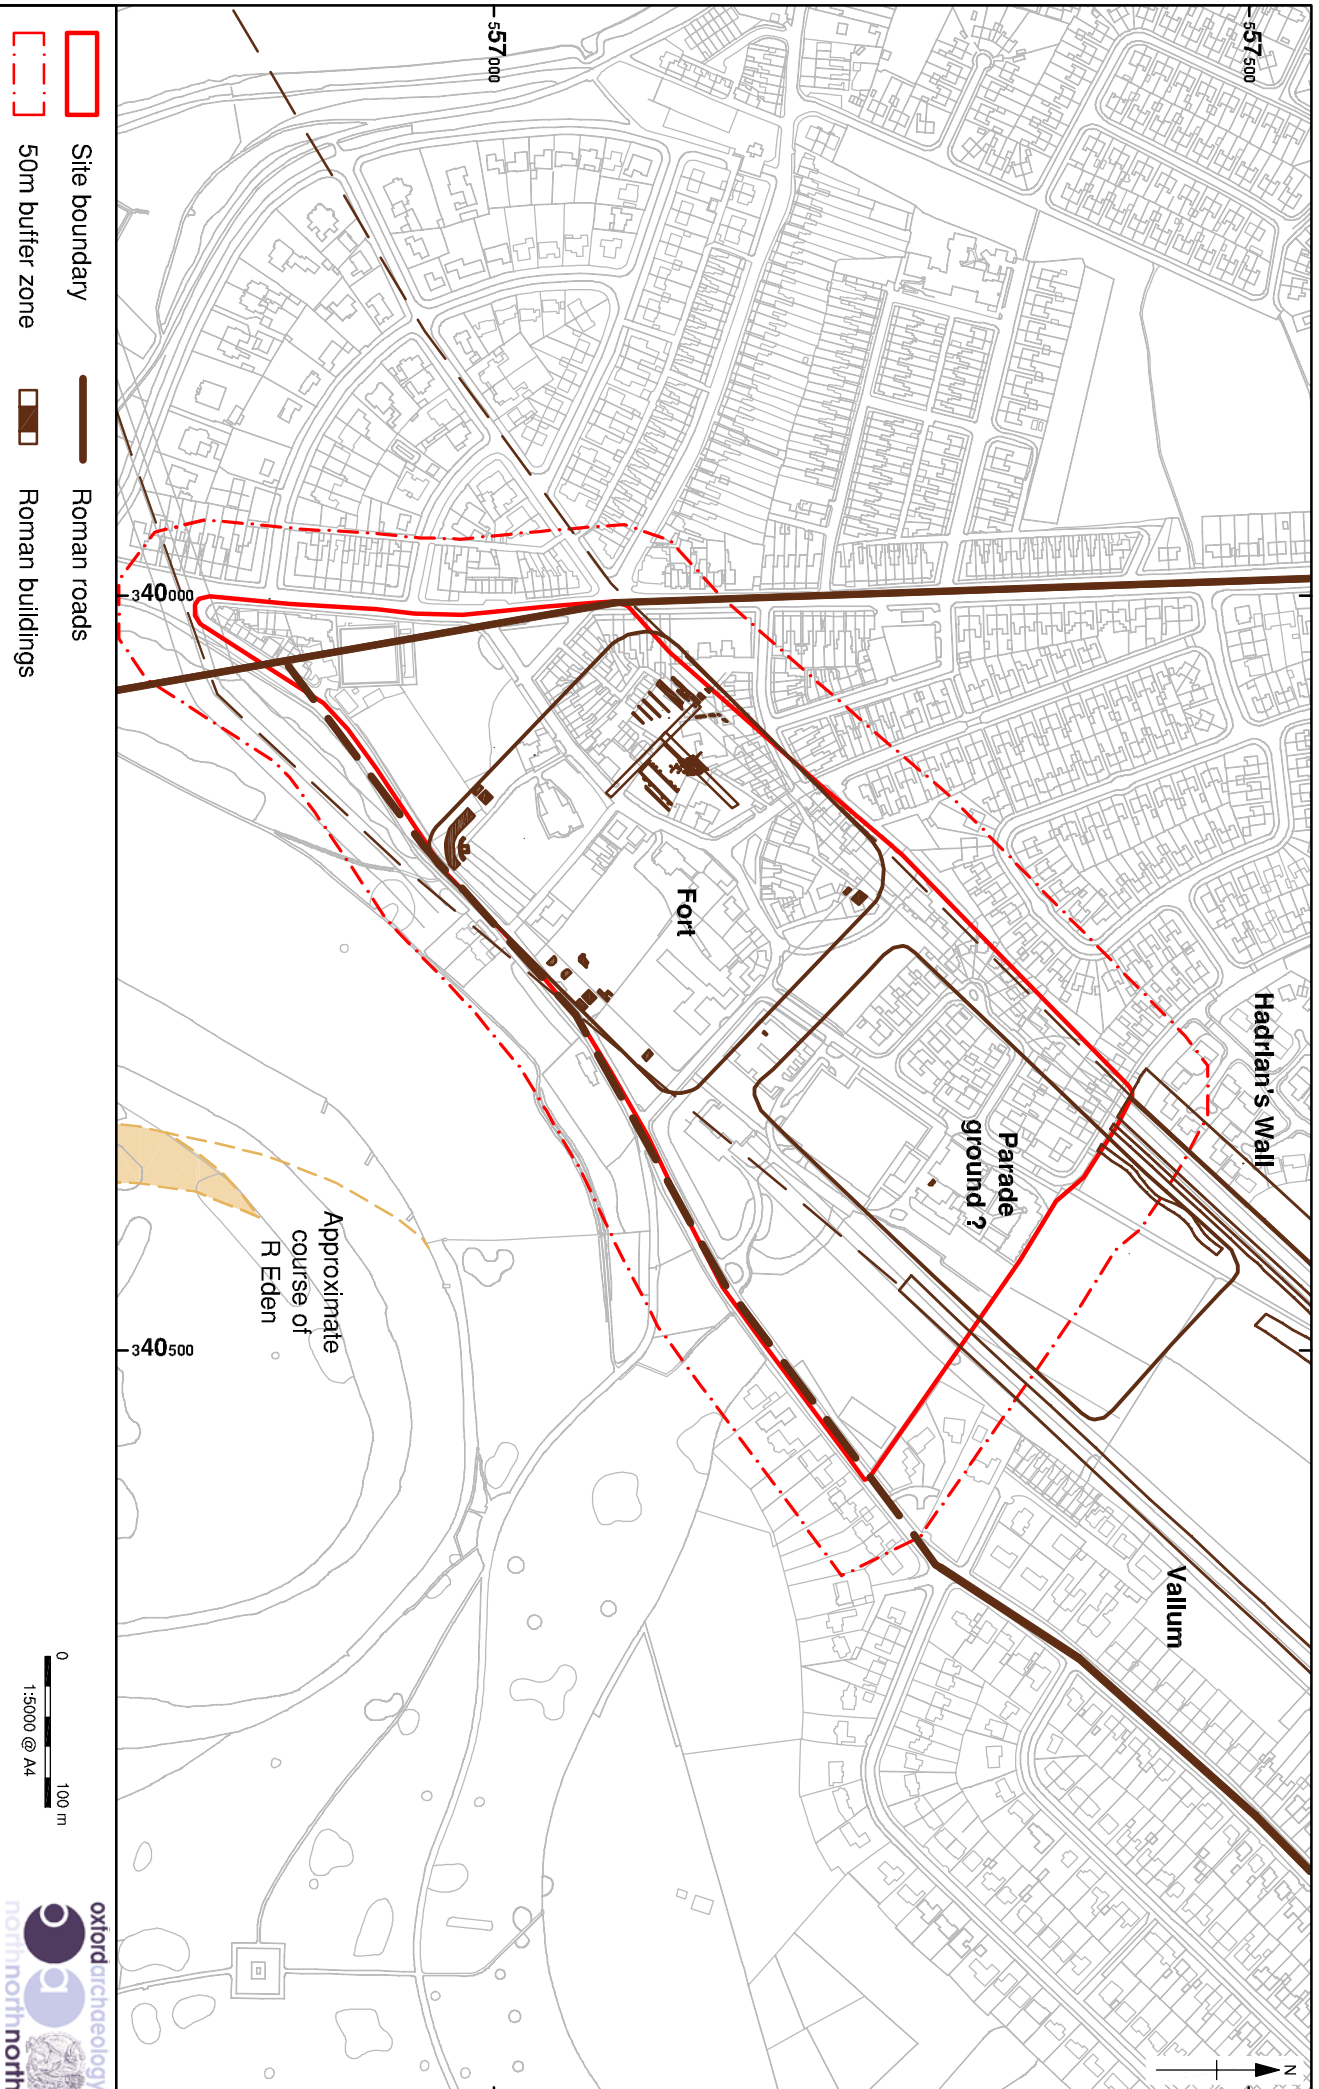 557500
557000
340000
340500
Hadrian's Wall
Parade
ground ?
Fort
Vallum
Approximate
course of
R Eden
N
Site boundary
50m buffer zone
Roman roads
Roman buildings
0 100 m
1:5000 @ A4
oxfordarchaeology
northnorthnorth